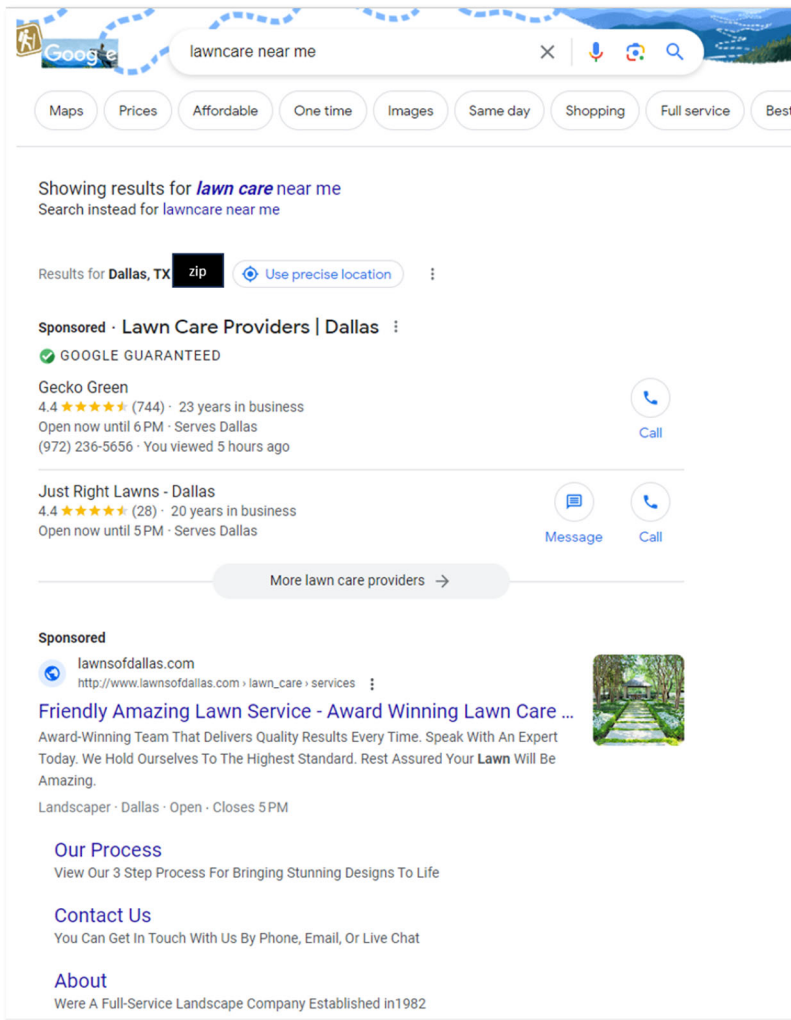 Google
lawncare near me
Maps Prices Affordable One time Images Same day Shopping Full service Best
Showing results for lawn care near me
Search instead for lawncare near me
Results for Dallas, TX zip Use precise location
Sponsored · Lawn Care Providers | Dallas
GOOGLE GUARANTEED
Gecko Green
4.4 (744) · 23 years in business
Open now until 6 PM · Serves Dallas
(972) 236-5656 · You viewed 5 hours ago
Call
Just Right Lawns - Dallas
4.4 (28) · 20 years in business
Open now until 5 PM · Serves Dallas
Message Call
More lawn care providers →
Sponsored
lawnsofdallas.com
http://www.lawnsofdallas.com › lawn_care › services
Friendly Amazing Lawn Service - Award Winning Lawn Care ...
Award-Winning Team That Delivers Quality Results Every Time. Speak With An Expert
Today. We Hold Ourselves To The Highest Standard. Rest Assured Your Lawn Will Be
Amazing.
Landscaper · Dallas · Open · Closes 5 PM
Our Process
View Our 3 Step Process For Bringing Stunning Designs To Life
Contact Us
You Can Get In Touch With Us By Phone, Email, Or Live Chat
About
Were A Full-Service Landscape Company Established in1982